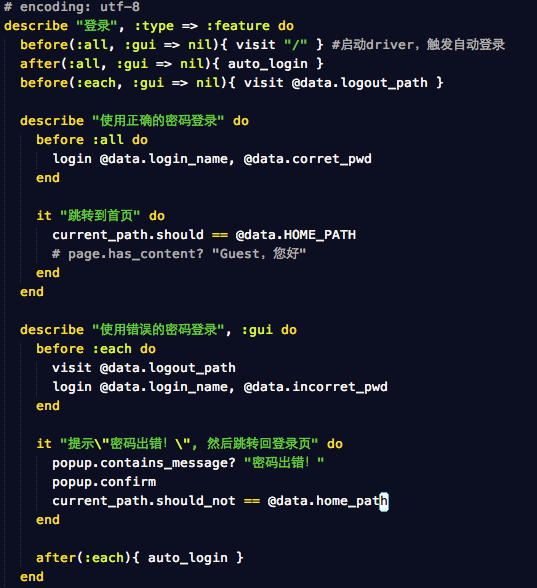 # encoding: utf-8
describe "登录", :type => :feature do
before(:all, :gui => nil){ visit "/" } #启动driver，触发自动登录
after(:all, :gui => nil){ auto_login }
before(:each, :gui => nil){ visit @data.logout_path }
describe "使用正确的密码登录" do
before :all do
login @data.login_name, @data.corret_pwd
end
it "跳转到首页" do
current_path.should == @data.HOME_PATH
# page.has_content? "Guest，您好"
end
end
describe "使用错误的密码登录", :gui do
before :each do
visit @data.logout_path
login @data.login_name, @data.incorret_pwd
end
it "提示\"密码出错！\", 然后跳转回登录页" do
popup.contains_message? "密码出错！"
popup.confirm
current_path.should_not == @data.home_path
end
after(:each){ auto_login }
end